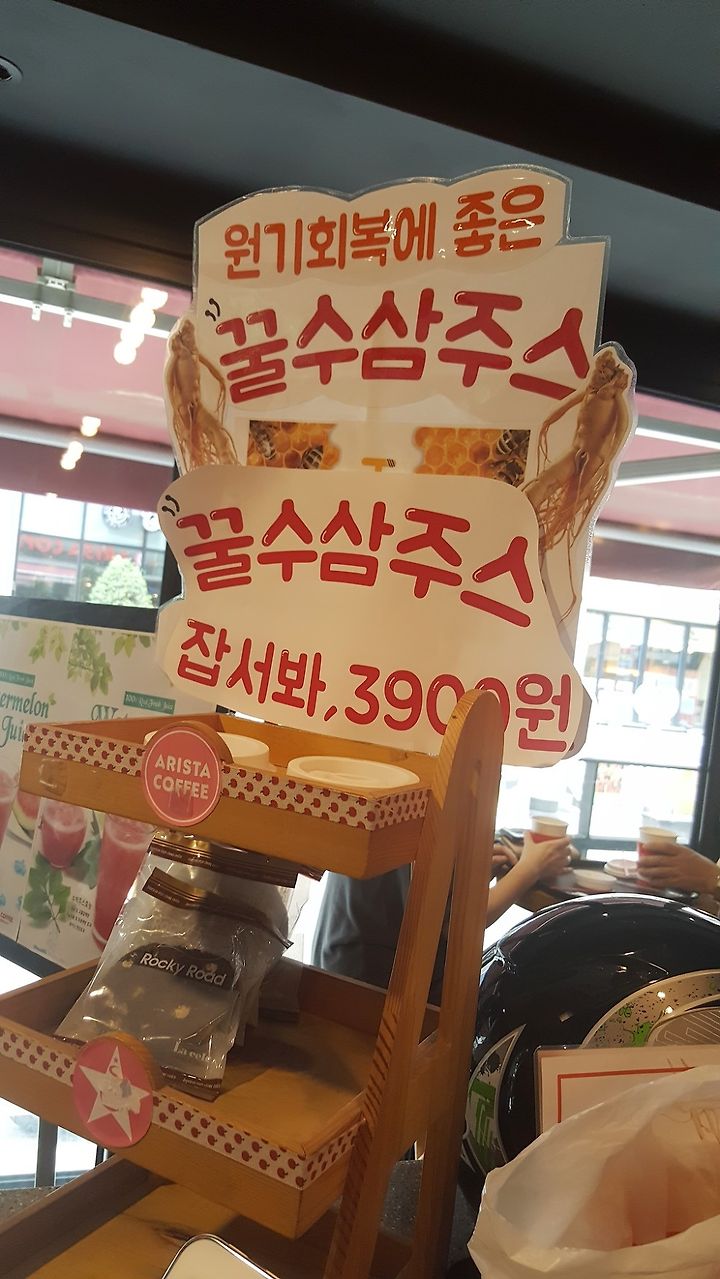 원기회복에 좋은
꿀수삼주스
꿀수삼주스
잡서봐, 3900원
ARISTA
COFFEE
Rocky Road